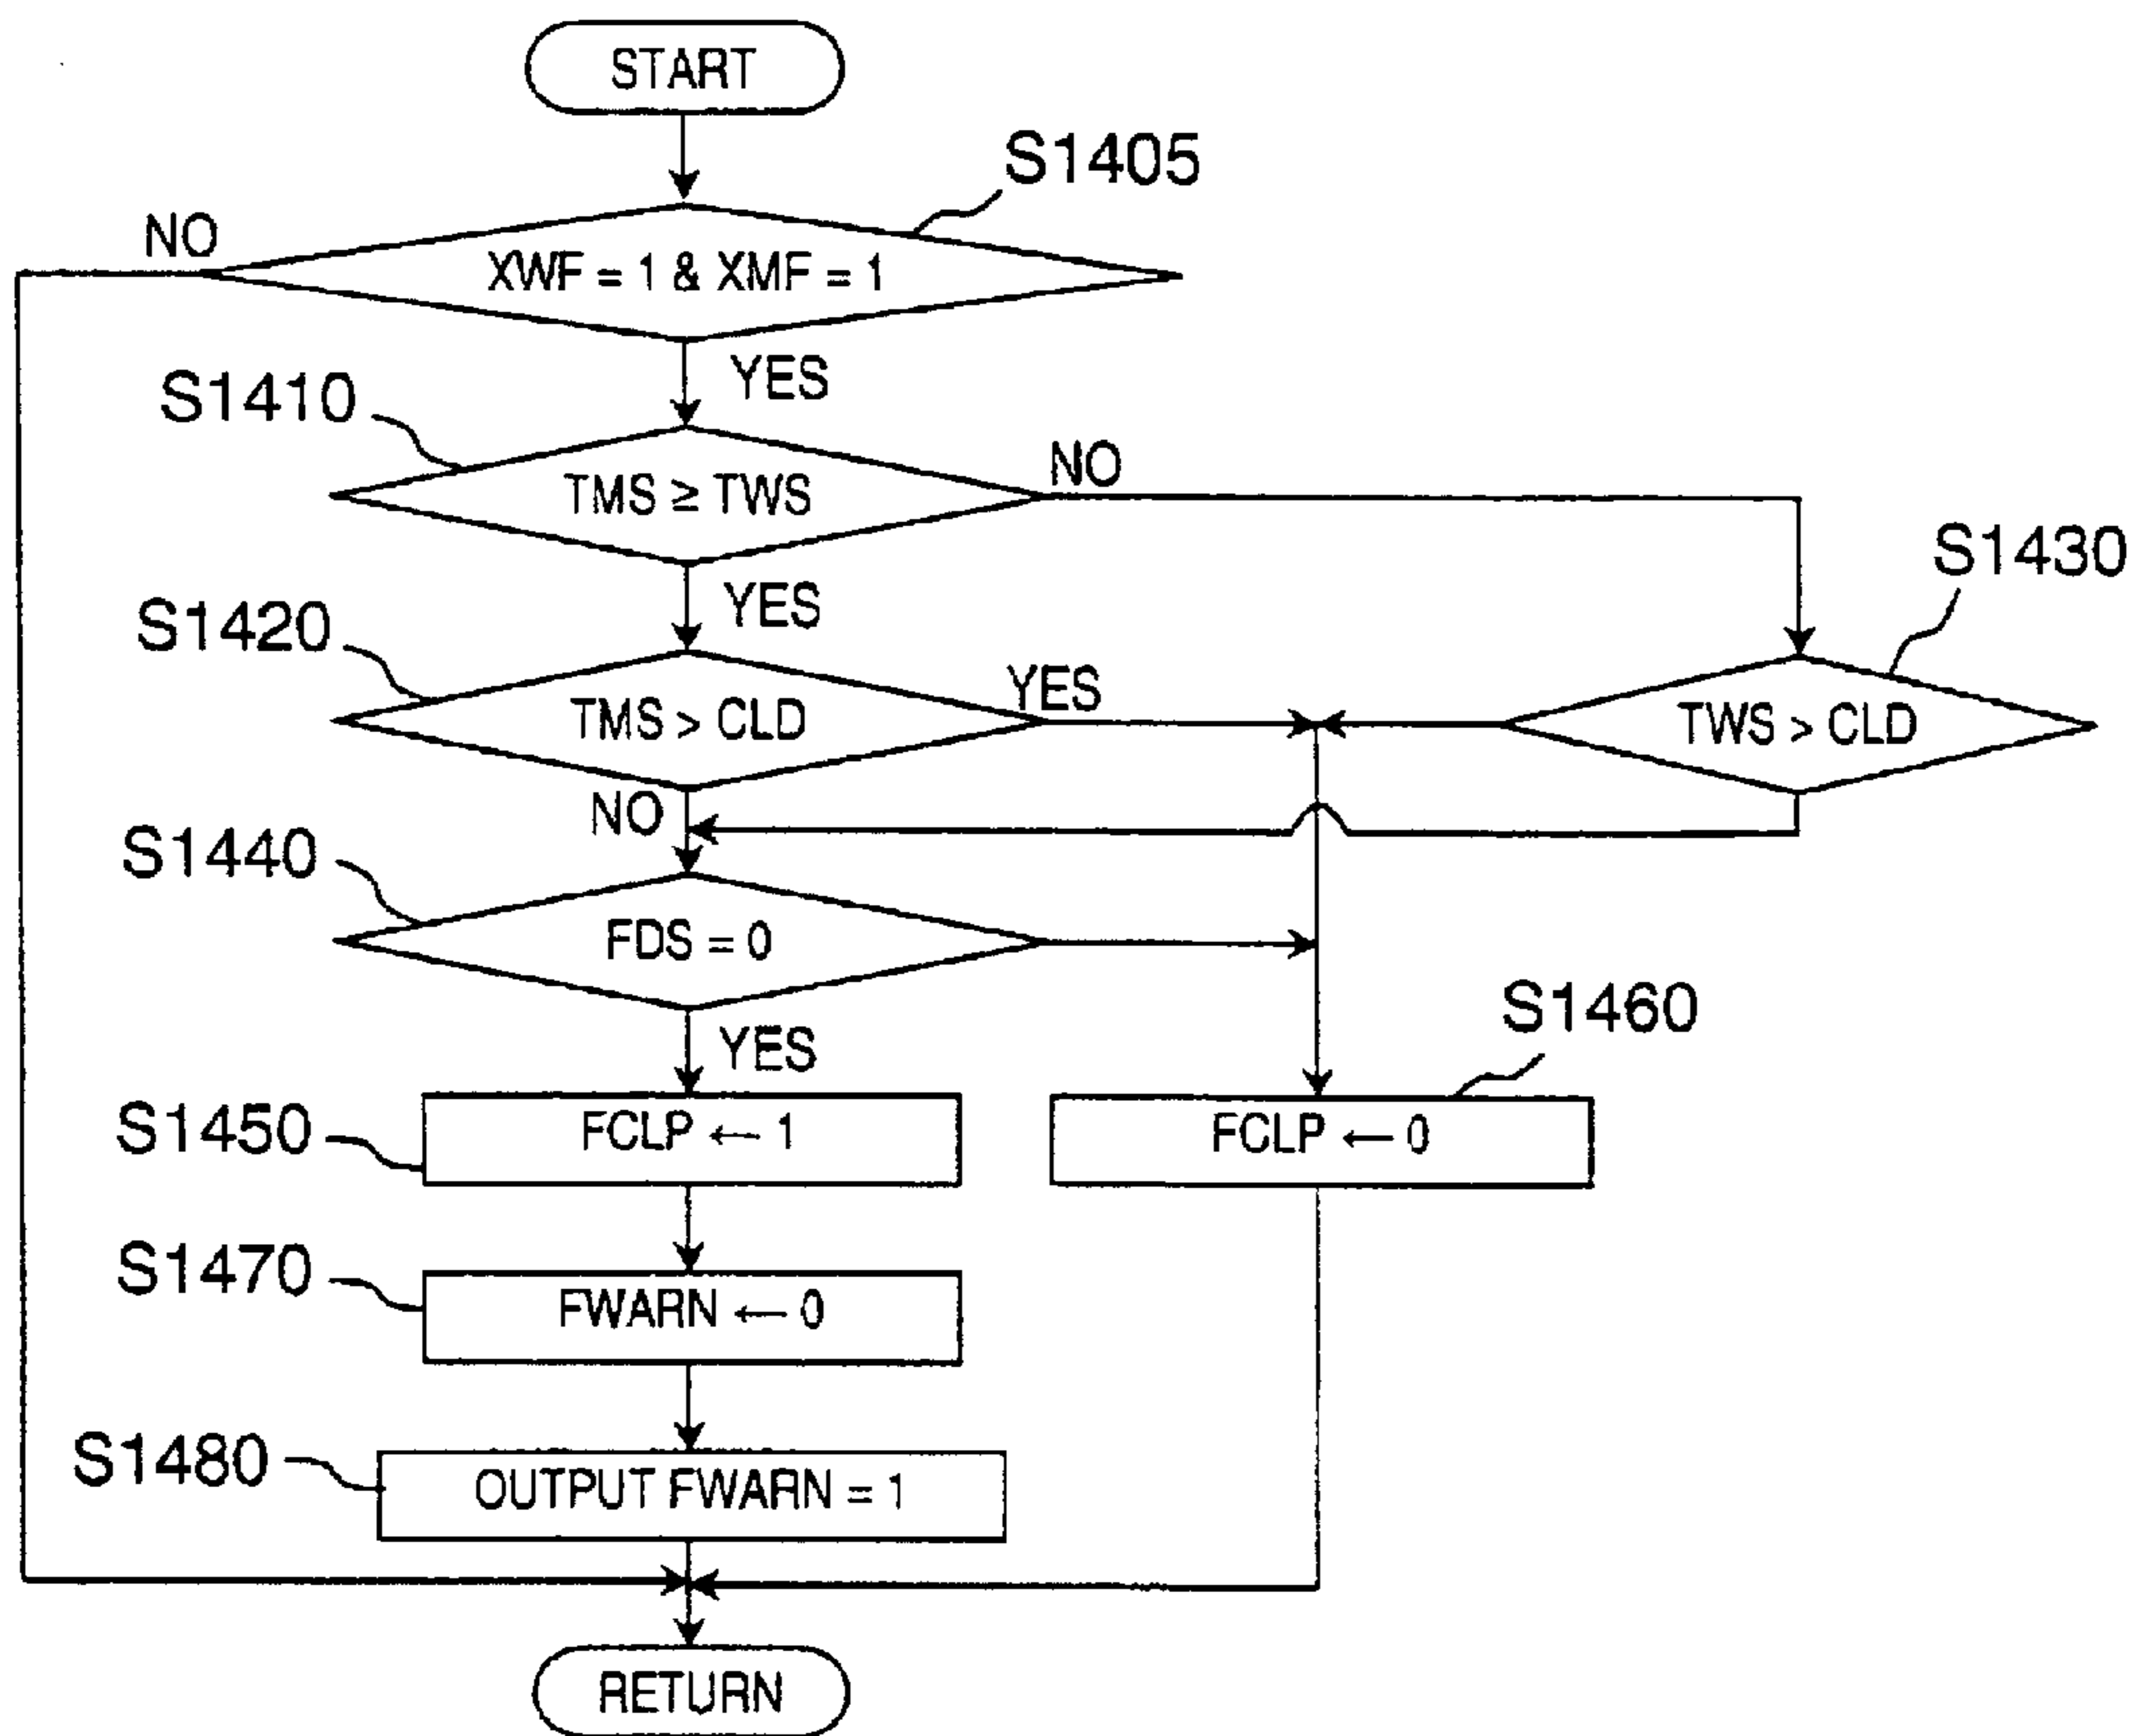 START
S1405
NO
XWF = 1 & XMF = 1
YES
S1410
NO
TMS ≥ TWS
S1430
YES
S1420
YES
TMS > CLD
TWS > CLD
NO
S1440
FDS = 0
S1460
YES
S1450
FCLP ← 1
FCLP ← 0
S1470
FWARN ← 0
S1480
OUTPUT FWARN = 1
RETURN